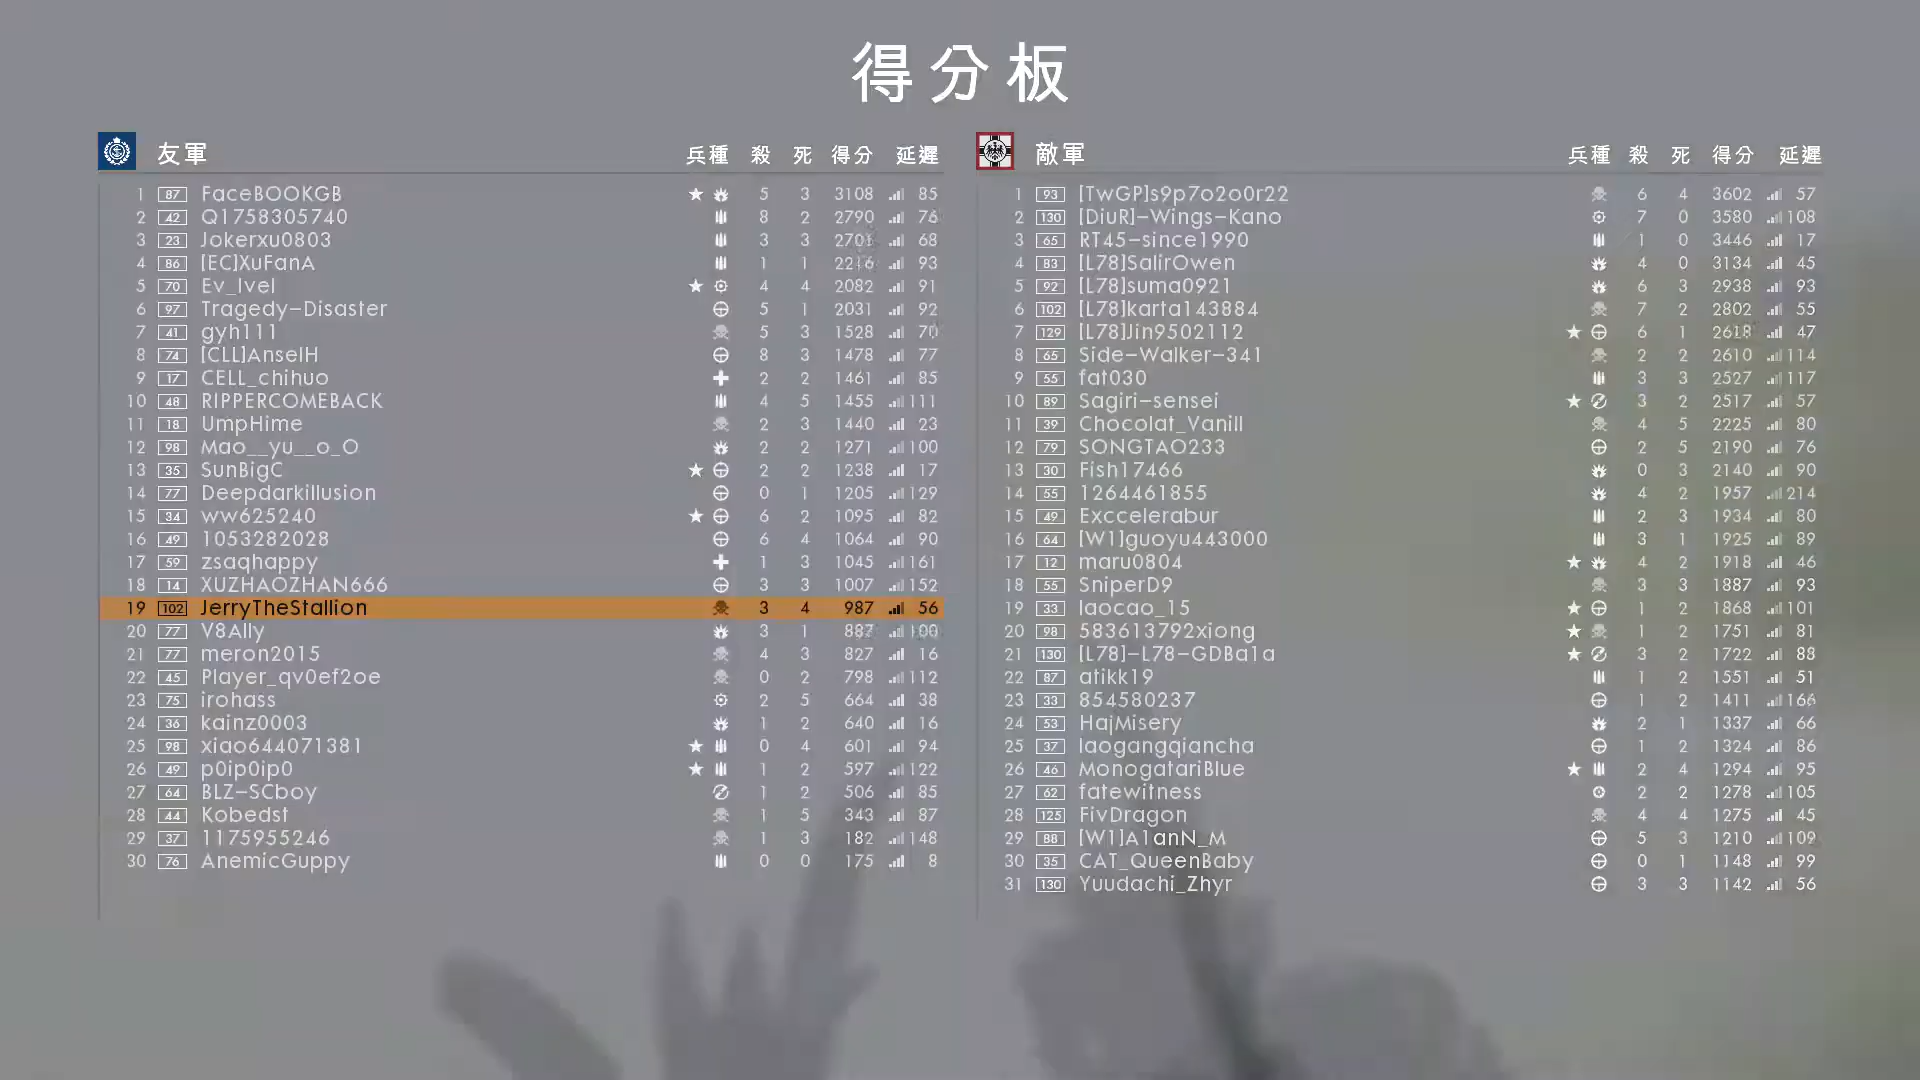 得分板
友軍 兵種 殺 死 得分 延遲
1 87 FaceBOOKGB 5 3 3108 85
2 42 Q1758305740 8 2 2790 76
3 23 Jokerxu0803 3 3 2701 68
4 86 [EC]XuFanA 1 1 2216 93
5 70 Ev_lvel 4 4 2082 91
6 97 Tragedy-Disaster 5 1 2031 92
7 41 gyh111 5 3 1528 70
8 74 [CLL]AnselH 8 3 1478 77
9 17 CELL_chihuo 2 2 1461 85
10 48 RIPPERCOMEBACK 4 5 1455 111
11 18 UmpHime 2 3 1440 23
12 98 Mao__yu__o_O 2 2 1271 100
13 35 SunBigC 2 2 1238 17
14 77 Deepdarkillusion 0 1 1205 129
15 34 ww625240 6 2 1095 82
16 49 1053282028 6 4 1064 90
17 59 zsaqhappy 1 3 1045 161
18 14 XUZHAOZHAN666 3 3 1007 152
19 102 JerryTheStallion 3 4 987 56
20 77 V8Ally 3 1 887 100
21 77 meron2015 4 3 827 16
22 45 Player_qv0ef2oe 0 2 798 112
23 75 irohass 2 5 664 38
24 36 kainz0003 1 2 640 16
25 98 xiao644071381 0 4 601 94
26 49 p0ip0ip0 1 2 597 122
27 64 BLZ-SCboy 1 2 506 85
28 44 Kobedst 1 5 343 87
29 37 1175955246 1 3 182 148
30 76 AnemicGuppy 0 0 175 8
敵軍 兵種 殺 死 得分 延遲
1 93 [TwGP]s9p7o2o0r22 6 4 3602 57
2 130 [DiuR]-Wings-Kano 7 0 3580 108
3 65 RT45-since1990 1 0 3446 17
4 83 [L78]SalirOwen 4 0 3134 45
5 92 [L78]suma0921 6 3 2938 93
6 102 [L78]karta143884 7 2 2802 55
7 129 [L78]Jin9502112 6 1 2618 47
8 65 Side-Walker-341 2 2 2610 114
9 55 fat030 3 3 2527 117
10 89 Sagiri-sensei 3 2 2517 57
11 39 Chocolat_Vanill 4 5 2225 80
12 79 SONGTAO233 2 5 2190 76
13 30 Fish17466 0 3 2140 90
14 55 1264461855 4 2 1957 214
15 49 Exccelerabur 2 3 1934 80
16 64 [W1]guoyu443000 3 1 1925 89
17 12 maru0804 4 2 1918 46
18 55 SniperD9 3 3 1887 93
19 33 laocao_15 1 2 1868 101
20 98 583613792xiong 1 2 1751 81
21 130 [L78]-L78-GDBa1a 3 2 1722 88
22 87 atikk19 1 2 1551 51
23 33 854580237 1 2 1411 166
24 53 HajMisery 2 1 1337 66
25 37 laogangqiancha 1 2 1324 86
26 46 MonogatariBlue 2 4 1294 95
27 62 fatewitness 2 2 1278 105
28 125 FivDragon 4 4 1275 45
29 88 [W1]A1anN_M 5 3 1210 109
30 35 CAT_QueenBaby 0 1 1148 99
31 130 Yuudachi_Zhyr 3 3 1142 56